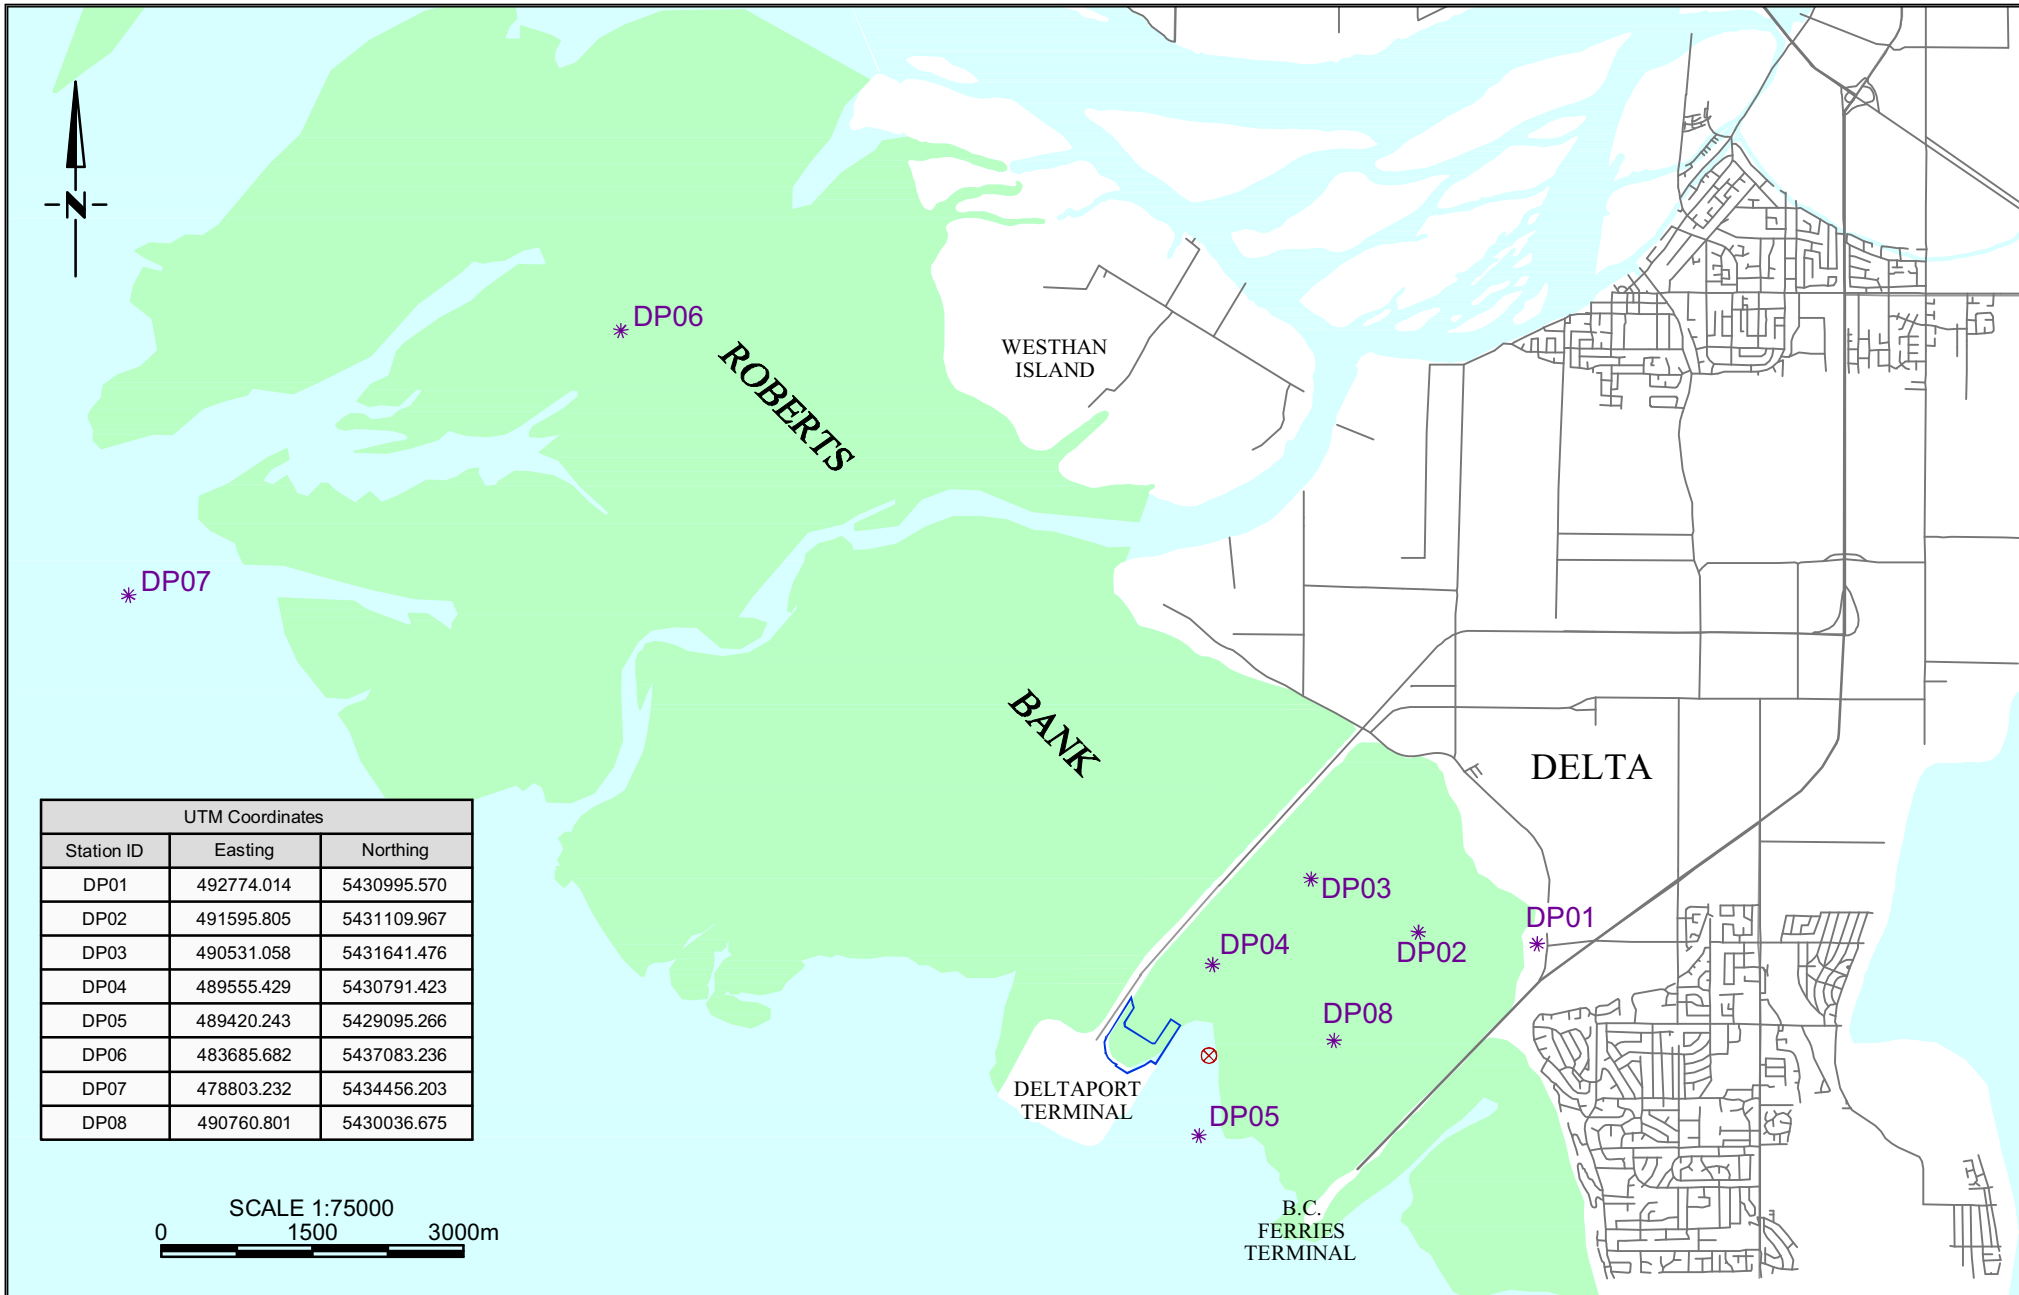 N
DP06
ROBERTS
WESTHAN
ISLAND
DP07
BANK
DELTA
UTM Coordinates
Station ID Easting Northing
DP01 492774.014 5430995.570
DP02 491595.805 5431109.967
DP03 490531.058 5431641.476
DP04 489555.429 5430791.423
DP05 489420.243 5429095.266
DP06 483685.682 5437083.236
DP07 478803.232 5434456.203
DP08 490760.801 5430036.675
DP03
DP01
DP04
DP02
DP08
DELTAPORT
TERMINAL
DP05
B.C.
FERRIES
TERMINAL
SCALE 1:75000
0 1500 3000m